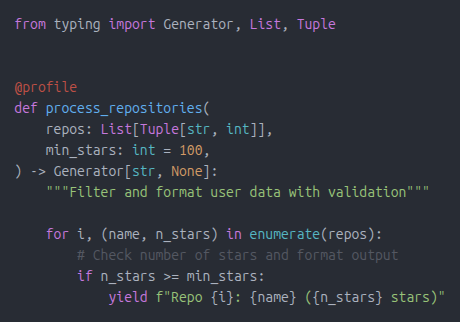 from typing import Generator, List, Tuple
@profile
def process_repositories(
    repos: List[Tuple[str, int]],
    min_stars: int = 100,
) -> Generator[str, None]:
    """Filter and format user data with validation"""
    for i, (name, n_stars) in enumerate(repos):
        # Check number of stars and format output
        if n_stars >= min_stars:
            yield f"Repo {i}: {name} ({n_stars} stars)"